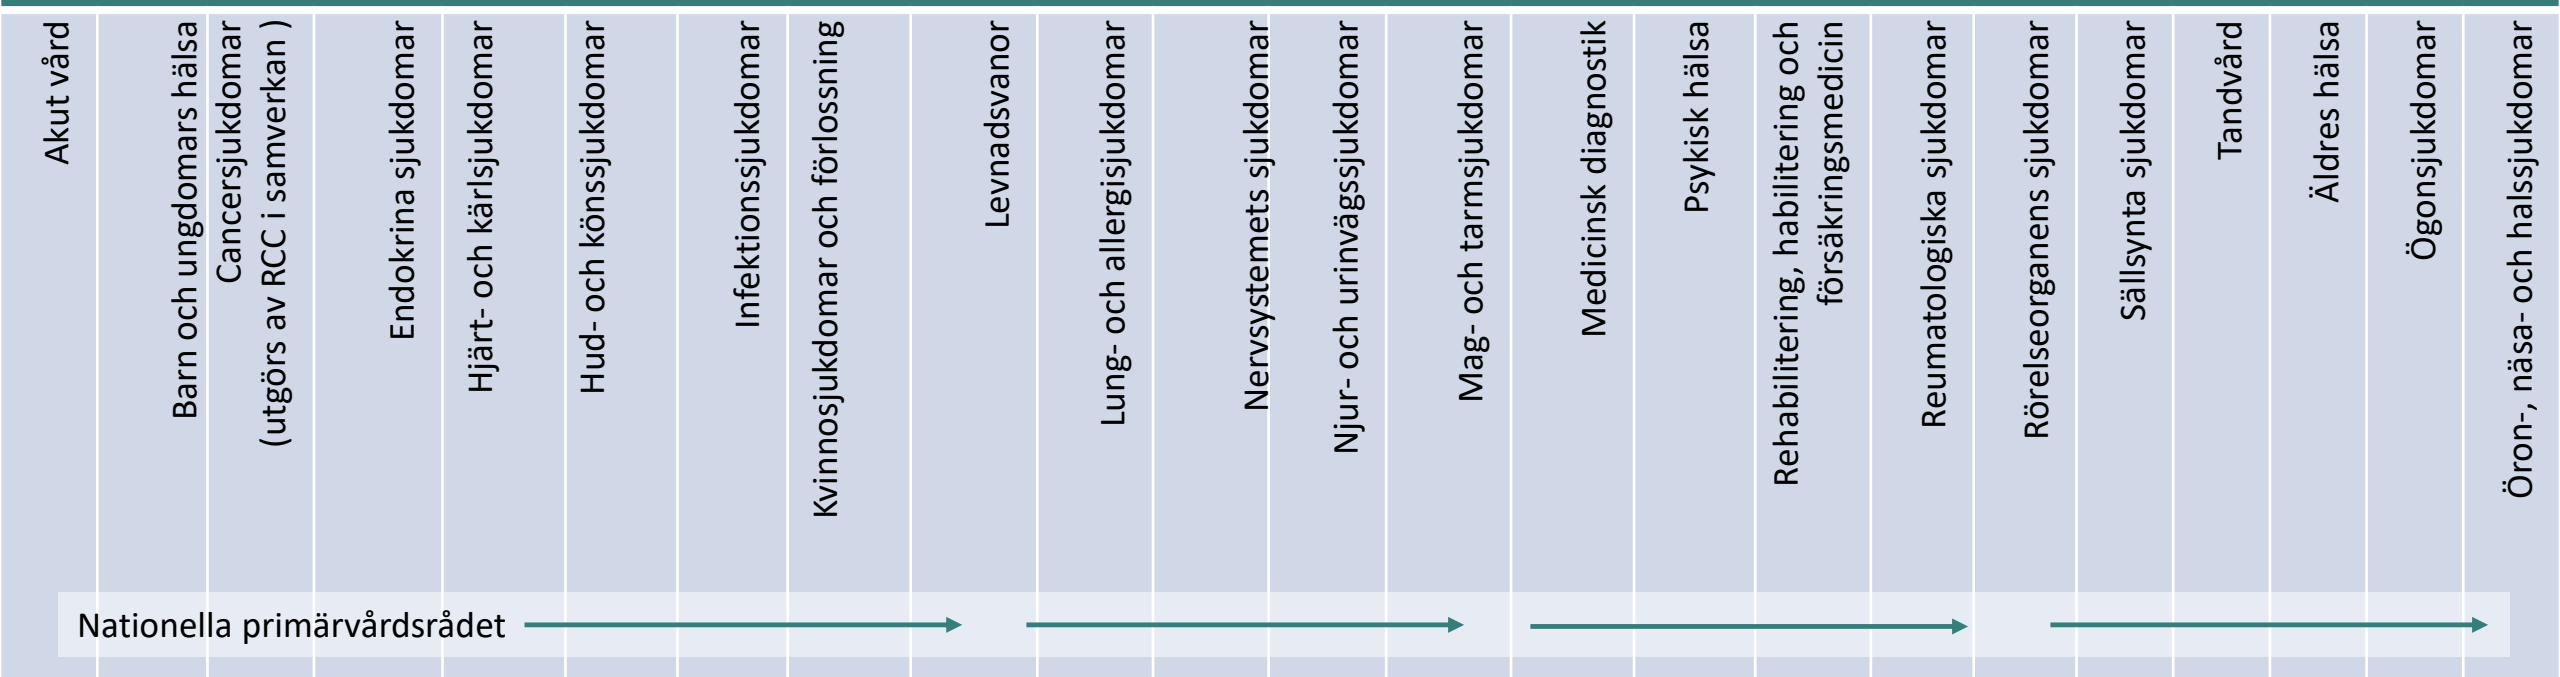 Akut vård
Barn och ungdomars hälsa
Cancersjukdomar
(utgörs av RCC i samverkan )
Endokrina sjukdomar
Hjärt- och kärlsjukdomar
Hud- och könssjukdomar
Infektionssjukdomar
Kvinnosjukdomar och förlossning
Levnadsvanor
Lung- och allergisjukdomar
Nervsystemets sjukdomar
Njur- och urinvägssjukdomar
Mag- och tarmsjukdomar
Medicinsk diagnostik
Psykisk hälsa
Rehabilitering, habilitering och
försäkringsmedicin
Reumatologiska sjukdomar
Rörelseorganens sjukdomar
Sällsynta sjukdomar
Tandvård
Äldres hälsa
Ögonsjukdomar
Öron-, näsa- och halssjukdomar
Nationella primärvårdsrådet